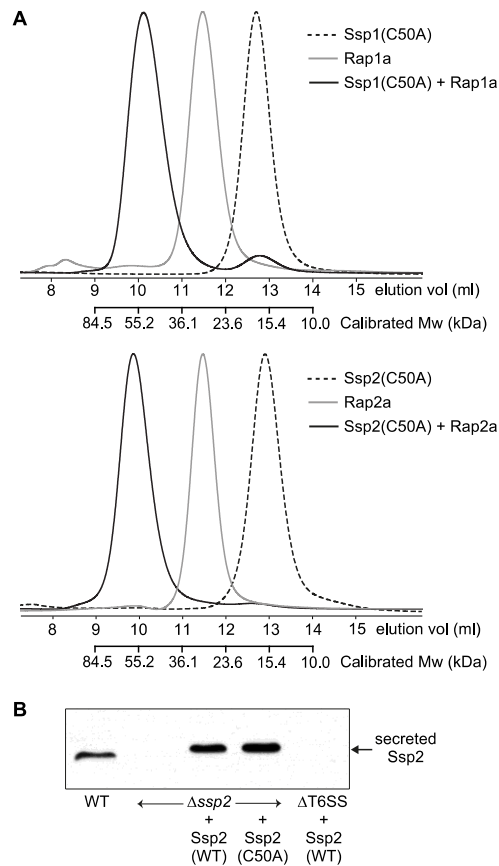 A
Ssp1(C50A)
Rap1a
Ssp1(C50A) + Rap1a
8 9 10 11 12 13 14 15 elution vol (ml)
84.5 55.2 36.1 23.6 15.4 10.0 Calibrated Mw (kDa)
Ssp2(C50A)
Rap2a
Ssp2(C50A) + Rap2a
8 9 10 11 12 13 14 15 elution vol (ml)
84.5 55.2 36.1 23.6 15.4 10.0 Calibrated Mw (kDa)
B
secreted
Ssp2
WT Δssp2 ΔT6SS
+ + +
Ssp2 Ssp2 Ssp2
(WT) (C50A) (WT)